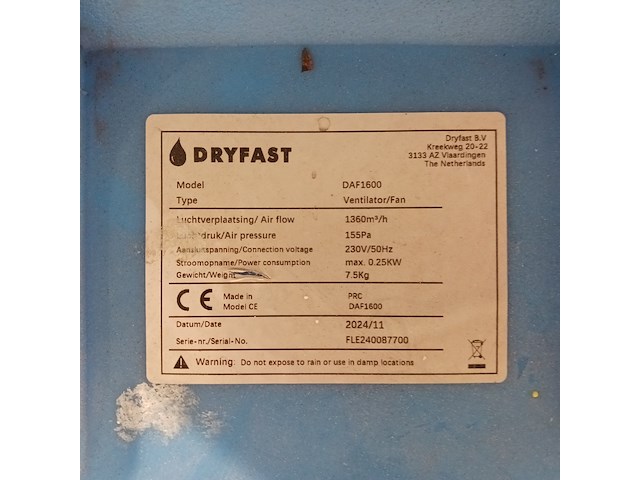 DRYFAST
Dryfast B.V
Kreekweg 20-22
3133 AZ Vlaardingen
The Netherlands
Model DAF1600
Type Ventilator/Fan
Luchtverplaatsing/ Air flow 1360m³/h
Luchtdruk/Air pressure 155Pa
Aansluitspanning/Connection voltage 230V/50Hz
Stroomopname/Power consumption max. 0.25KW
Gewicht/Weight 7.5Kg
CE Made in PRC
Model CE DAF1600
Datum/Date 2024/11
Serie-nr./Serial-No. FLE240087700
Warning: Do not expose to rain or use in damp locations